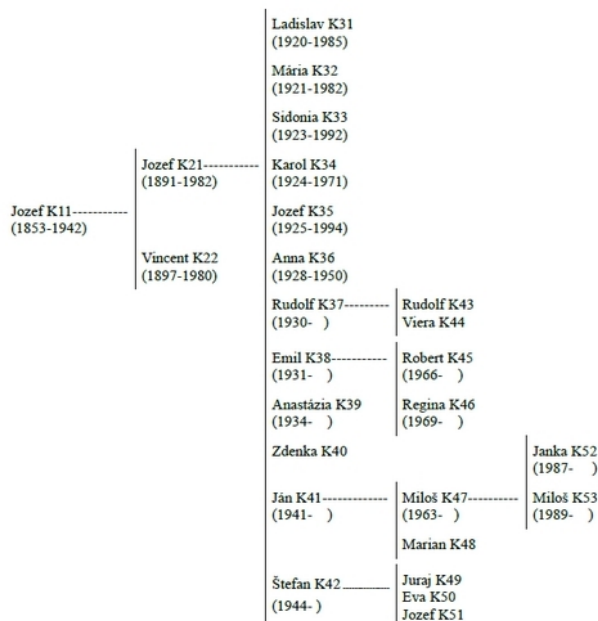 Ladislav K31
(1920-1985)
Mária K32
(1921-1982)
Sidonia K33
(1923-1992)
Jozef K21----------- Karol K34
(1891-1982) (1924-1971)
Jozef K11----------- Jozef K35
(1853-1942) (1925-1994)
Vincent K22 Anna K36
(1897-1980) (1928-1950)
Rudolf K37--------- Rudolf K43
(1930- ) Viera K44
Emil K38----------- Robert K45
(1931- ) (1966- )
Anastázia K39 Regina K46
(1934- ) (1969- )
Zdenka K40 Janka K52
(1987- )
Ján K41------------- Miloš K47---------- Miloš K53
(1941- ) (1963- ) (1989- )
Marian K48
Štefan K42 Juraj K49
Eva K50
(1944- ) Jozef K51